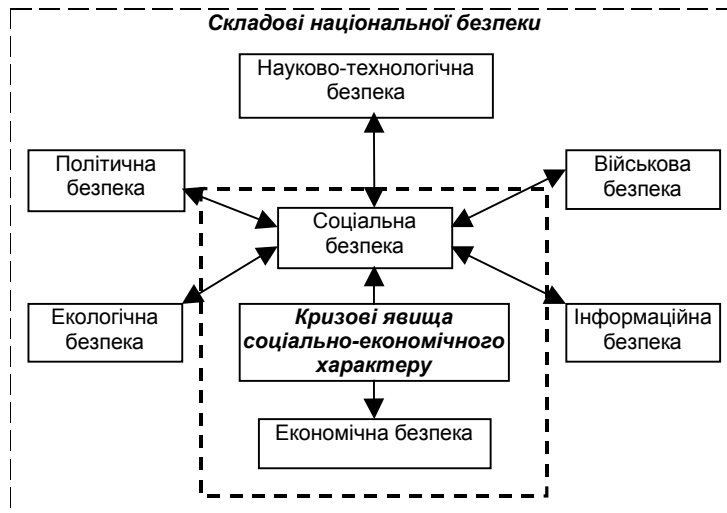 Складові національної безпеки
Науково-технологічна
безпека
Політична
безпека
Військова
безпека
Соціальна
безпека
Екологічна
безпека
Кризові явища
соціально-економічного
характеру
Інформаційна
безпека
Економічна безпека